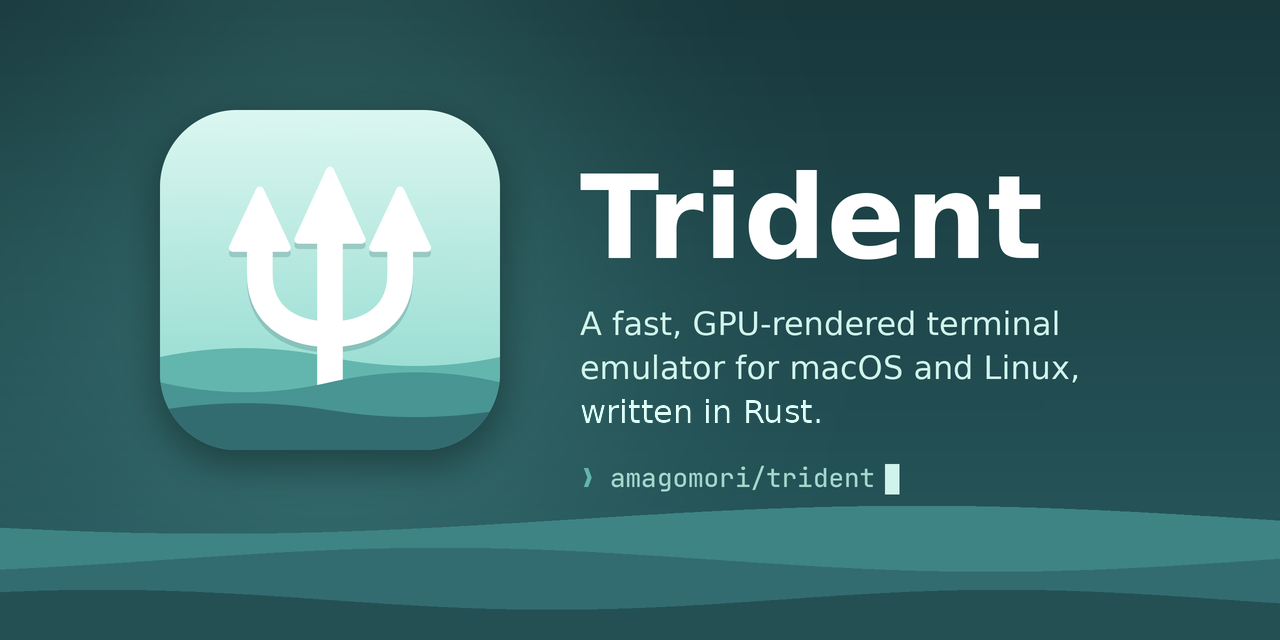 Trident
A fast, GPU-rendered terminal
emulator for macOS and Linux,
written in Rust.
❯ amagomori/trident